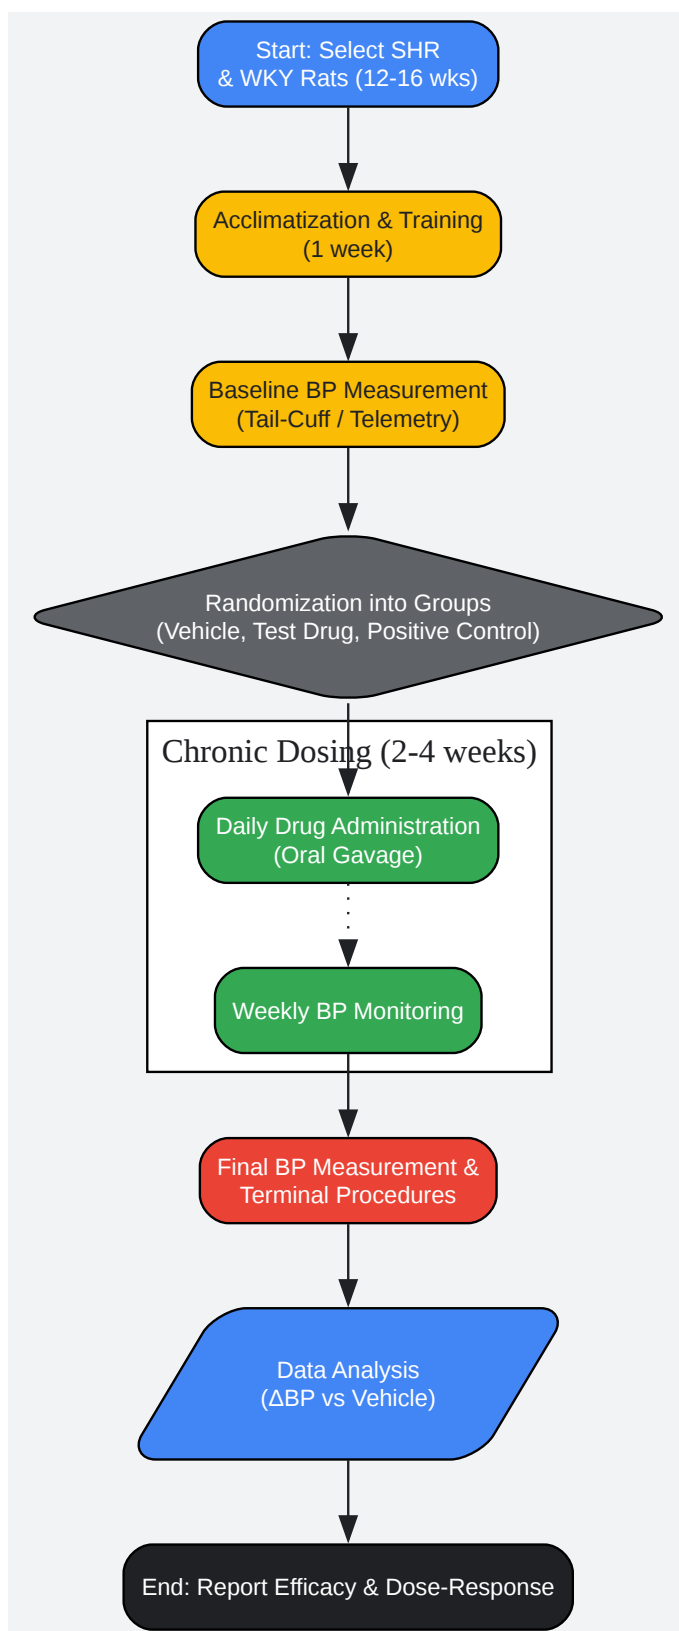 Start: Select SHR
& WKY Rats (12-16 wks)
Acclimatization & Training
(1 week)
Baseline BP Measurement
(Tail-Cuff / Telemetry)
Randomization into Groups
(Vehicle, Test Drug, Positive Control)
Chronic Dosing (2-4 weeks)
Daily Drug Administration
(Oral Gavage)
Weekly BP Monitoring
Final BP Measurement &
Terminal Procedures
Data Analysis
(ΔBP vs Vehicle)
End: Report Efficacy & Dose-Response